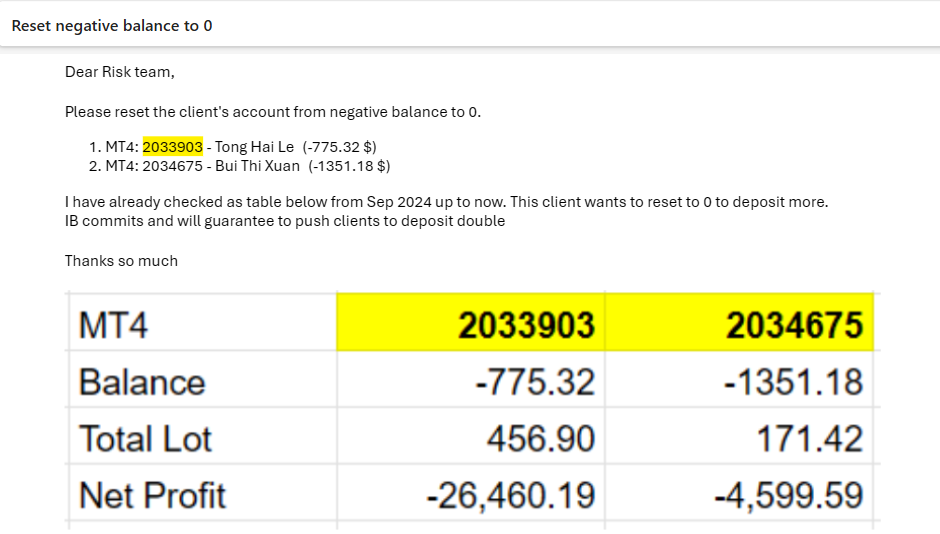 Reset negative balance to 0
Dear Risk team,
Please reset the client's account from negative balance to 0.
1. MT4: 2033903 - Tong Hai Le (-775.32 $)
2. MT4: 2034675 - Bui Thi Xuan (-1351.18 $)
I have already checked as table below from Sep 2024 up to now. This client wants to reset to 0 to deposit more.
IB commits and will guarantee to push clients to deposit double
Thanks so much
MT4 2033903 2034675
Balance -775.32 -1351.18
Total Lot 456.90 171.42
Net Profit -26,460.19 -4,599.59